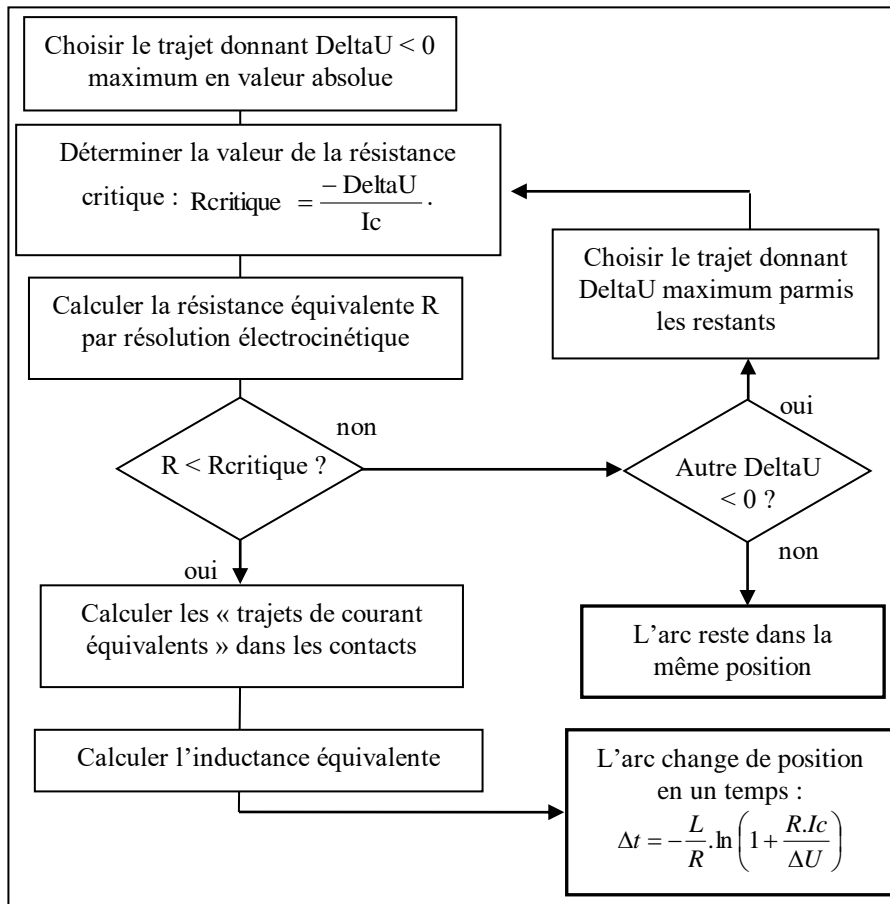 Choisir le trajet donnant DeltaU < 0
maximum en valeur absolue
Déterminer la valeur de la résistance
critique : Rcritique = − DeltaU / Ic .
Calculer la résistance équivalente R
par résolution électrocinétique
R < Rcritique ?
non
oui
Choisir le trajet donnant
DeltaU maximum parmis
les restants
oui
Autre DeltaU
< 0 ?
non
L’arc reste dans la
même position
Calculer les « trajets de courant
équivalents » dans les contacts
Calculer l’inductance équivalente
L’arc change de position
en un temps :
Δt = − L/R . ln ( 1 + R.Ic / ΔU )